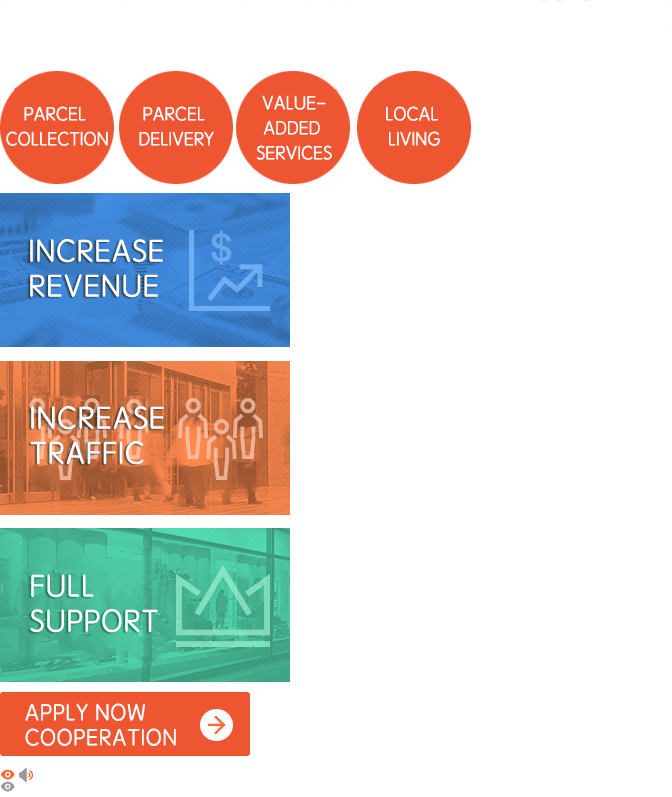 PARCEL
COLLECTION
PARCEL
DELIVERY
VALUE-
ADDED
SERVICES
LOCAL
LIVING
INCREASE
REVENUE
$
INCREASE
TRAFFIC
FULL
SUPPORT
APPLY NOW
COOPERATION